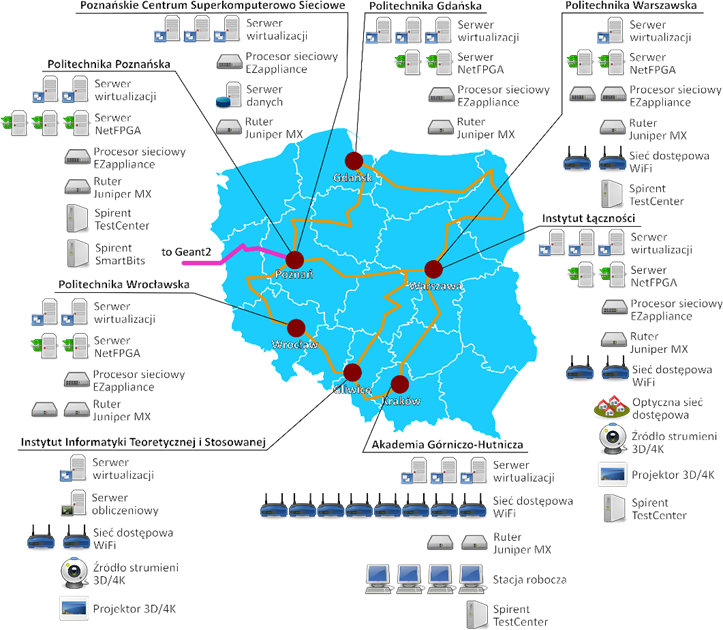 Poznańskie Centrum Superkomputerowo Sieciowe
Serwer
wirtualizacji
Procesor sieciowy
EZappliance
Serwer
danych
Ruter
Juniper MX
Politechnika Gdańska
Serwer
wirtualizacji
Serwer
NetFPGA
Procesor sieciowy
EZappliance
Ruter
Juniper MX
Politechnika Warszawska
Serwer
wirtualizacji
Serwer
NetFPGA
Procesor sieciowy
EZappliance
Ruter
Juniper MX
Sieć dostępowa
WiFi
Spirent
TestCenter
Politechnika Poznańska
Serwer
wirtualizacji
Serwer
NetFPGA
Procesor sieciowy
EZappliance
Ruter
Juniper MX
Spirent
TestCenter
Spirent
SmartBits
to Geant2
Gdańsk
Poznań
Warszawa
Wrocław
Gliwice
Kraków
Instytut Łączności
Serwer
wirtualizacji
Serwer
NetFPGA
Procesor sieciowy
EZappliance
Ruter
Juniper MX
Sieć dostępowa
WiFi
Optyczna sieć
dostępowa
Źródło strumieni
3D/4K
Projektor 3D/4K
Spirent
TestCenter
Politechnika Wrocławska
Serwer
wirtualizacji
Serwer
NetFPGA
Procesor sieciowy
EZappliance
Ruter
Juniper MX
Instytut Informatyki Teoretycznej i Stosowanej
Serwer
wirtualizacji
Serwer
obliczeniowy
Sieć dostępowa
WiFi
Źródło strumieni
3D/4K
Projektor 3D/4K
Akademia Górniczo-Hutnicza
Serwer
wirtualizacji
Sieć dostępowa
WiFi
Ruter
Juniper MX
Stacja robocza
Spirent
TestCenter